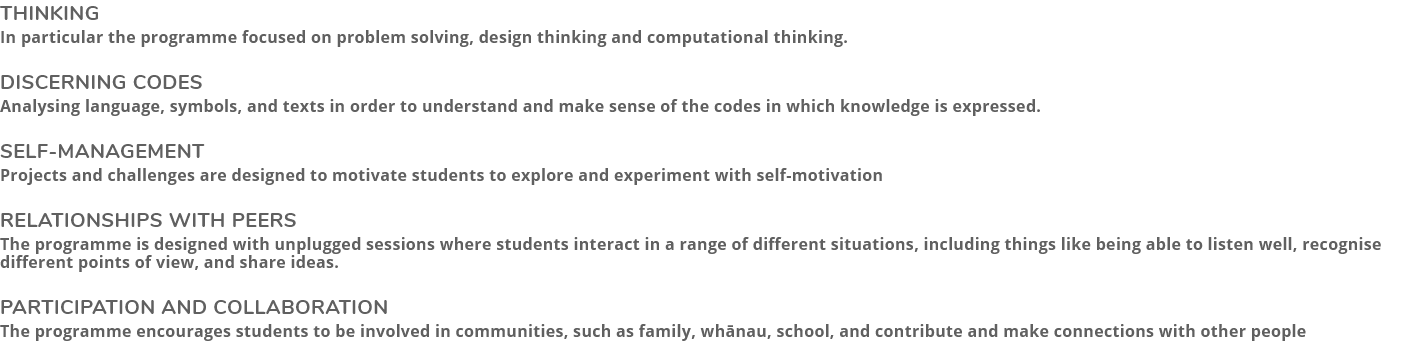 THINKING
In particular the programme focused on problem solving, design thinking and computational thinking.
DISCERNING CODES
Analysing language, symbols, and texts in order to understand and make sense of the codes in which knowledge is expressed.
SELF-MANAGEMENT
Projects and challenges are designed to motivate students to explore and experiment with self-motivation
RELATIONSHIPS WITH PEERS
The programme is designed with unplugged sessions where students interact in a range of different situations, including things like being able to listen well, recognise
different points of view, and share ideas.
PARTICIPATION AND COLLABORATION
The programme encourages students to be involved in communities, such as family, whānau, school, and contribute and make connections with other people